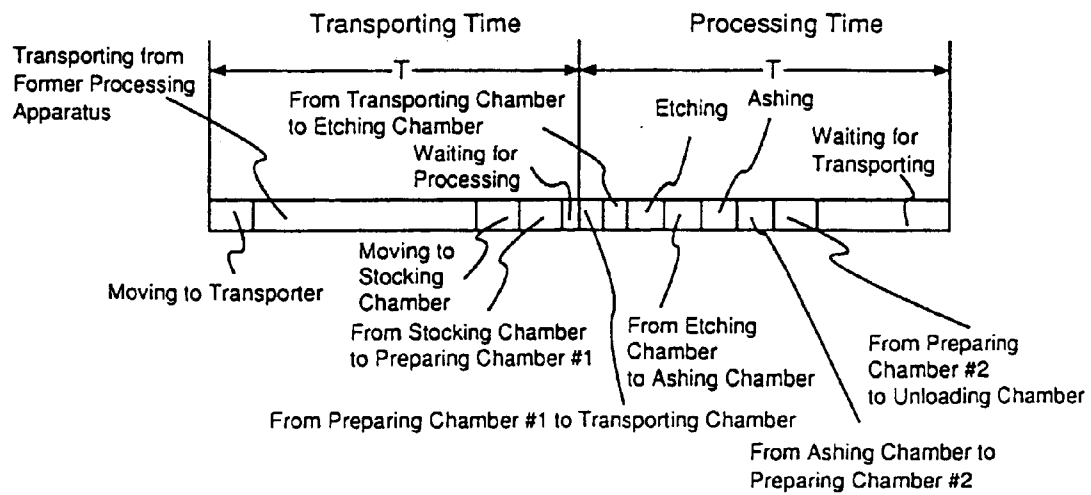 Transporting Time
Processing Time
Transporting from
Former Processing
Apparatus
T
T
From Transporting Chamber
to Etching Chamber
Etching
Ashing
Waiting for
Processing
Waiting for
Transporting
Moving to Transporter
Moving to
Stocking
Chamber
From Stocking Chamber
to Preparing Chamber #1
From Etching
Chamber
to Ashing Chamber
From Preparing
Chamber #2
to Unloading Chamber
From Preparing Chamber #1 to Transporting Chamber
From Ashing Chamber to
Preparing Chamber #2